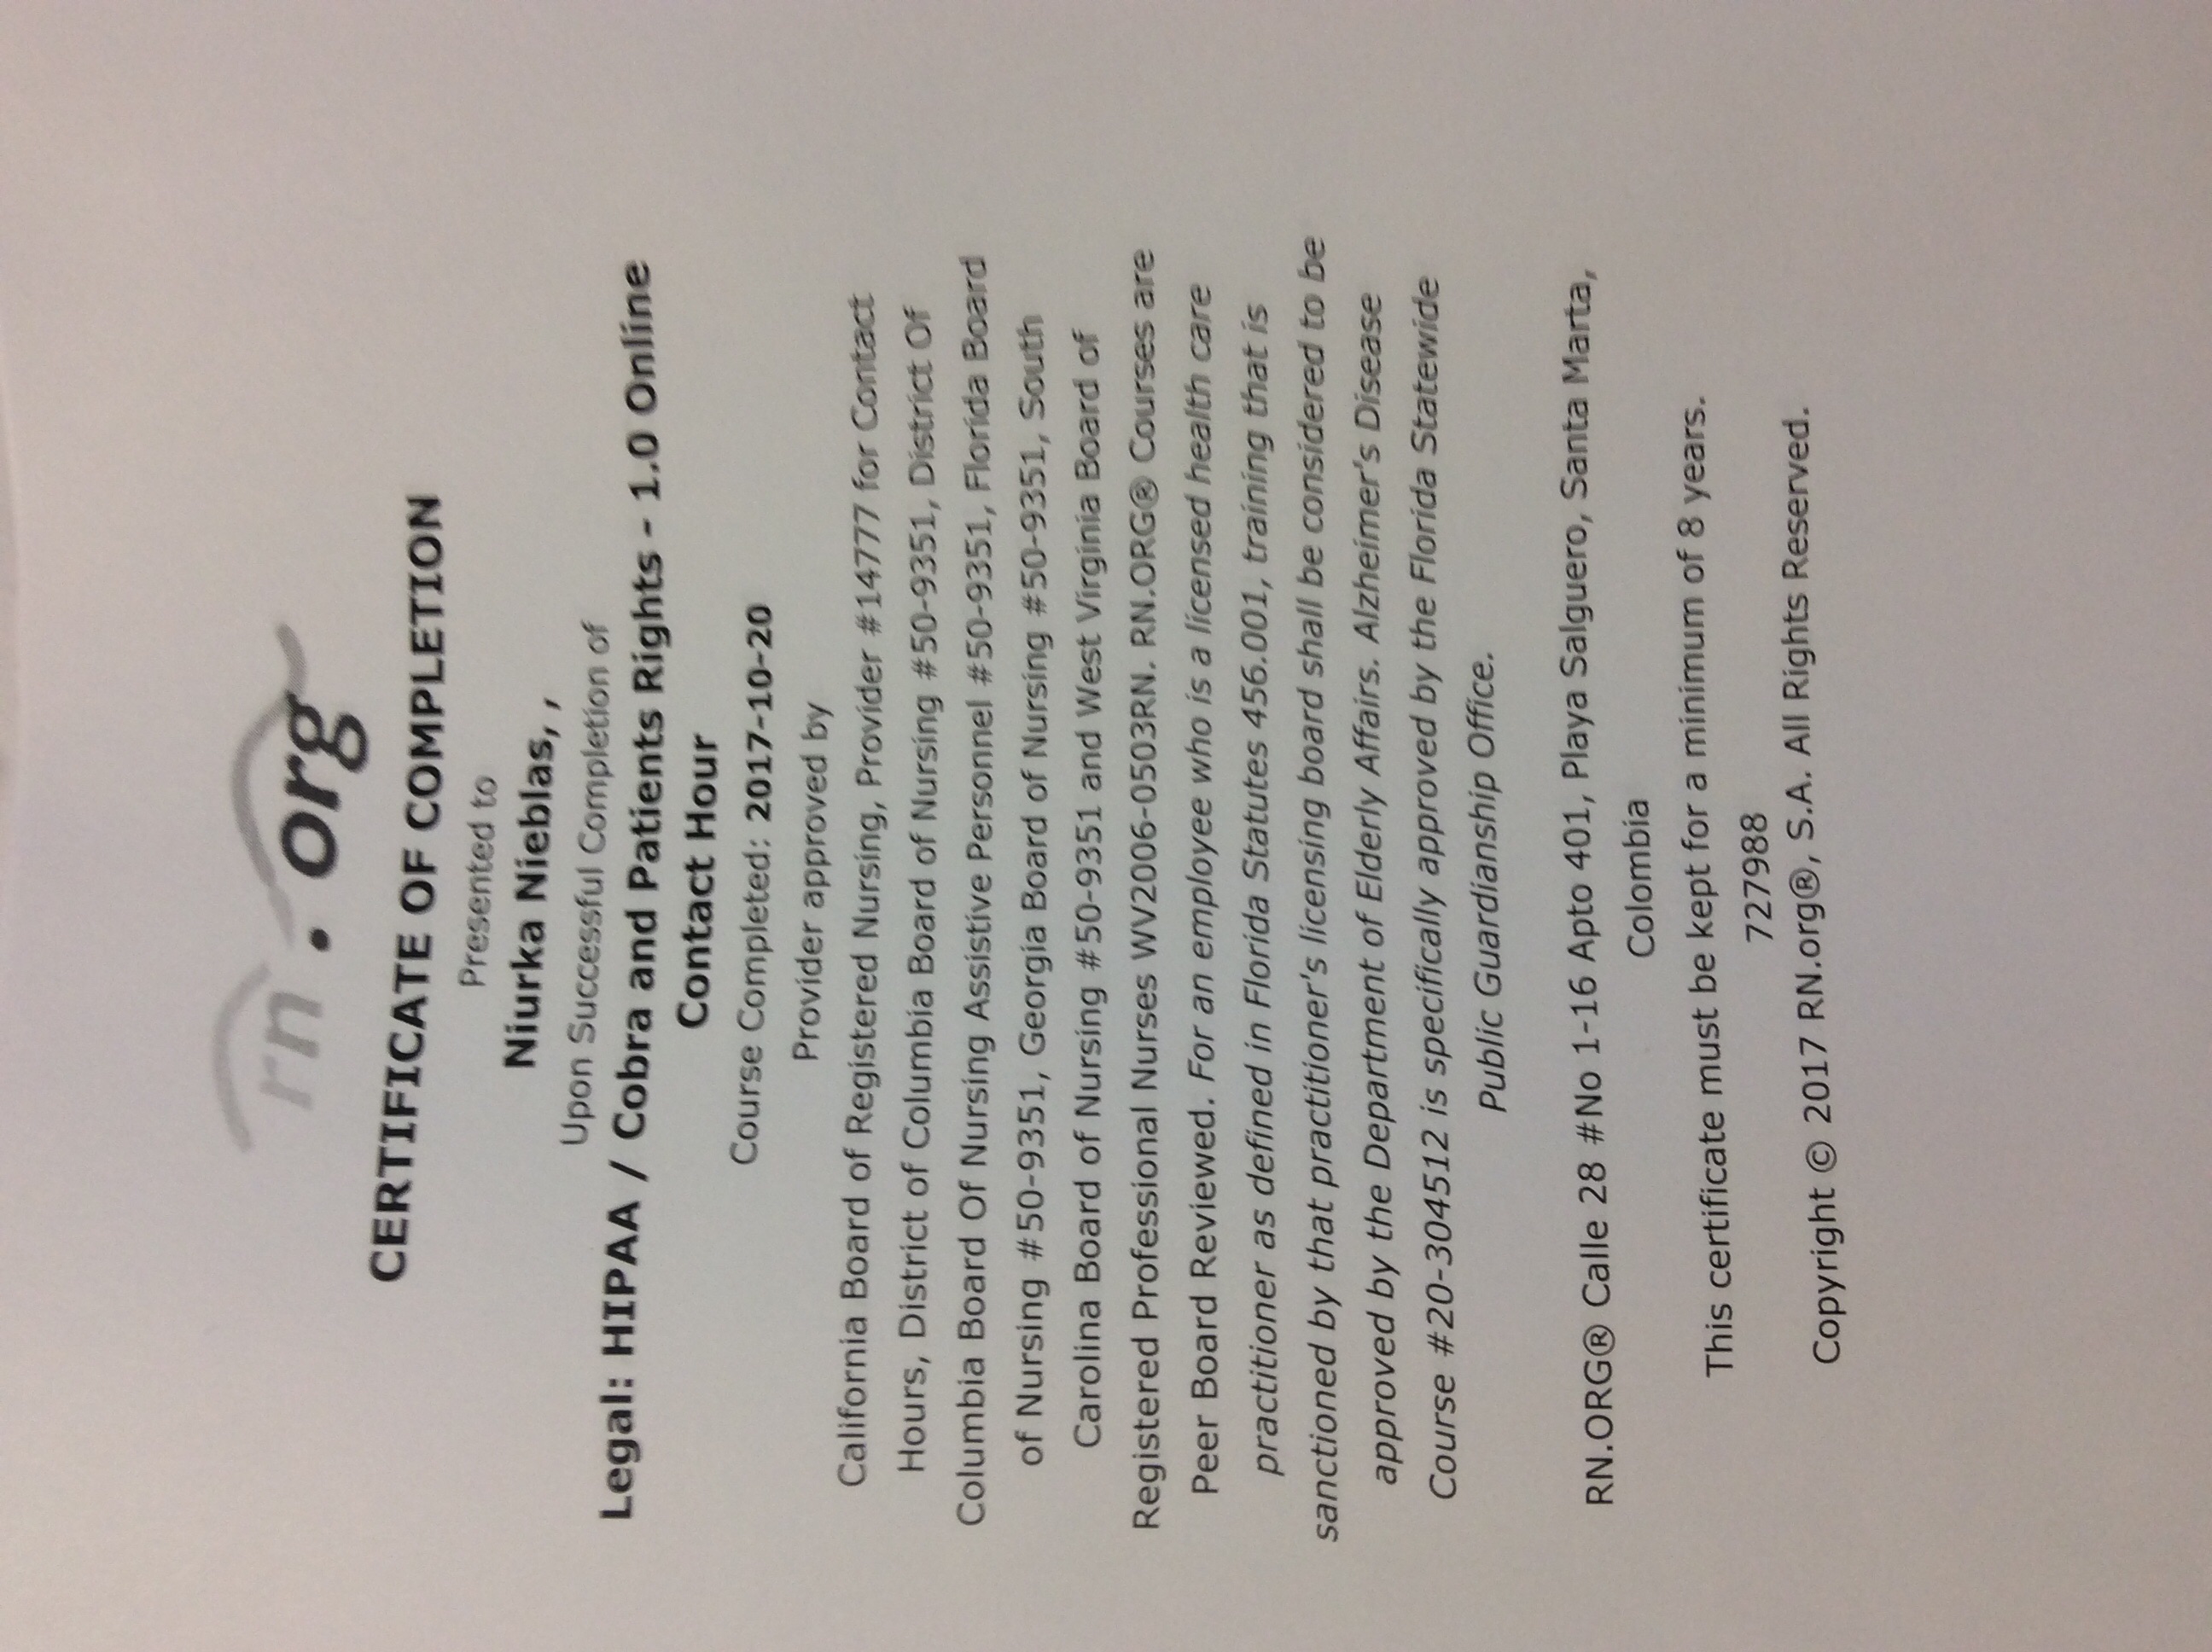 rn.org
CERTIFICATE OF COMPLETION
Presented to
Niurka Nieblas, ,
Upon Successful Completion of
Legal: HIPAA / Cobra and Patients Rights - 1.0 Online
Contact Hour
Course Completed: 2017-10-20
Provider approved by
California Board of Registered Nursing, Provider #14777 for Contact
Hours, District of Columbia Board of Nursing #50-9351, District Of
Columbia Board Of Nursing Assistive Personnel #50-9351, Florida Board
of Nursing #50-9351, Georgia Board of Nursing #50-9351, South
Carolina Board of Nursing #50-9351 and West Virginia Board of
Registered Professional Nurses WV2006-0503RN. RN.ORG® Courses are
Peer Board Reviewed. For an employee who is a licensed health care
practitioner as defined in Florida Statutes 456.001, training that is
sanctioned by that practitioner's licensing board shall be considered to be
approved by the Department of Elderly Affairs. Alzheimer's Disease
Course #20-304512 is specifically approved by the Florida Statewide
Public Guardianship Office.
RN.ORG® Calle 28 #No 1-16 Apto 401, Playa Salguero, Santa Marta,
Colombia
This certificate must be kept for a minimum of 8 years.
727988
Copyright © 2017 RN.org®, S.A. All Rights Reserved.